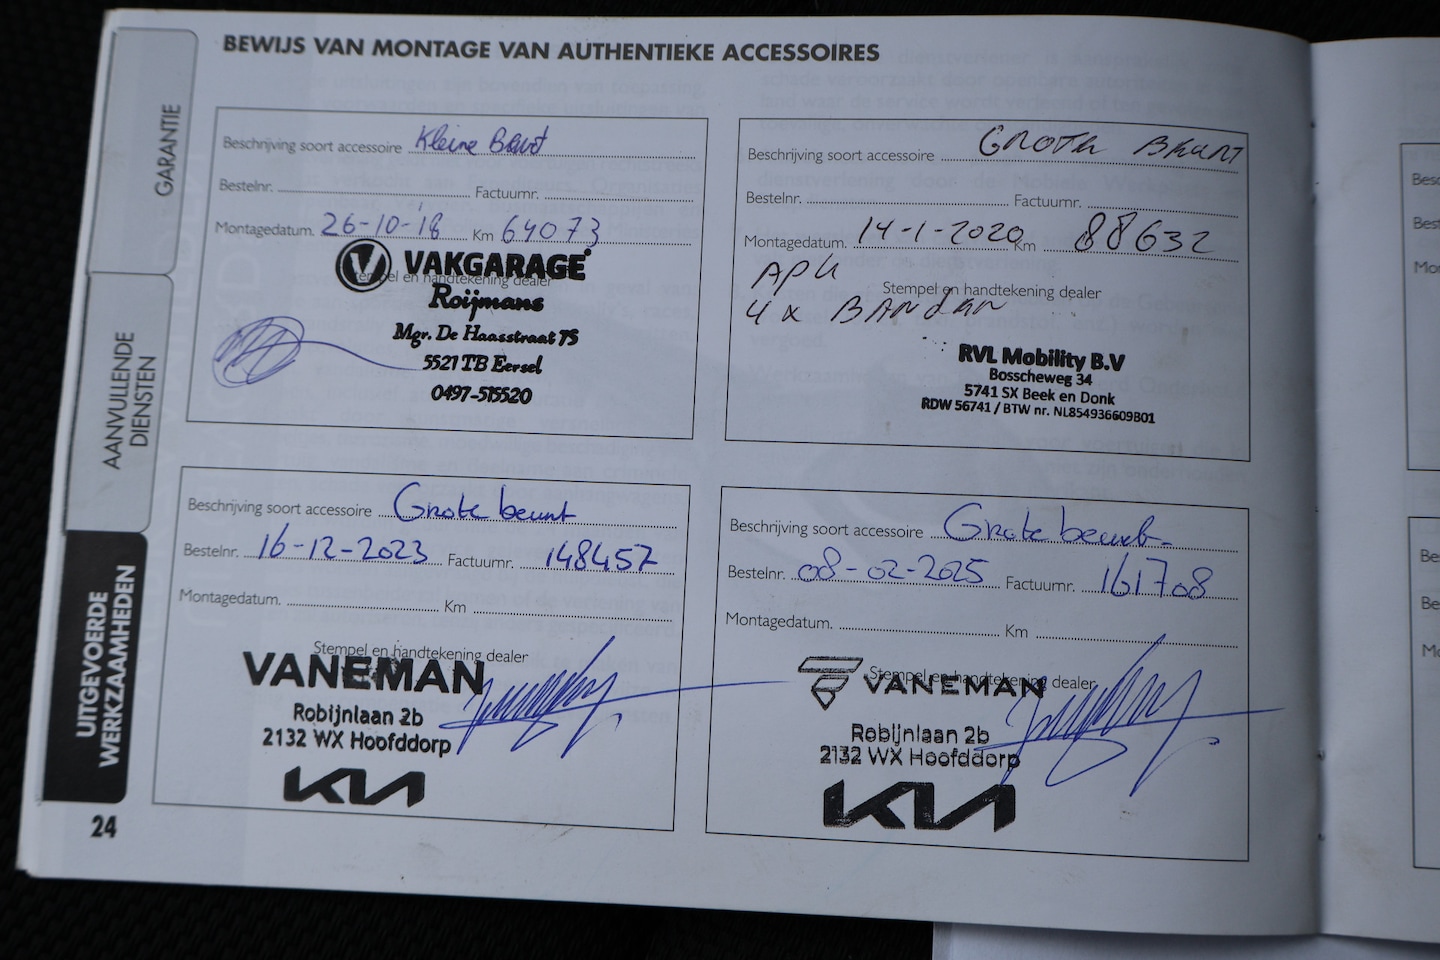 BEWIJS VAN MONTAGE VAN AUTHENTIEKE ACCESSOIRES
GARANTIE
AANVULLENDE
DIENSTEN
UITGEVOERDE
WERKZAAMHEDEN
24
Beschrijving soort accessoire Kleine Beurt
Bestelnr. Factuurnr.
Montagedatum. 26-10-18 Km 64073
Stempel en handtekening dealer
VAKGARAGE
Roijmans
Mgr. De Haasstraat 75
5521 TB Eersel
0497-515520
Beschrijving soort accessoire GROTE BEURT
Bestelnr. Factuurnr.
Montagedatum. 14-1-2020 Km 88632
APK
Stempel en handtekening dealer
4x BANDEN
RVL Mobility B.V
Bosscheweg 34
5741 SX Beek en Donk
RDW 56741 / BTW nr. NL854936609B01
Beschrijving soort accessoire Grote beurt
Bestelnr. 16-12-2023 Factuurnr. 148457
Montagedatum. Km
Stempel en handtekening dealer
VANEMAN
Robijnlaan 2b
2132 WX Hoofddorp
KIA
Beschrijving soort accessoire Grote beurt
Bestelnr. 08-02-2025 Factuurnr. 161708
Montagedatum. Km
Stempel en handtekening dealer
VANEMAN
Robijnlaan 2b
2132 WX Hoofddorp
KIA